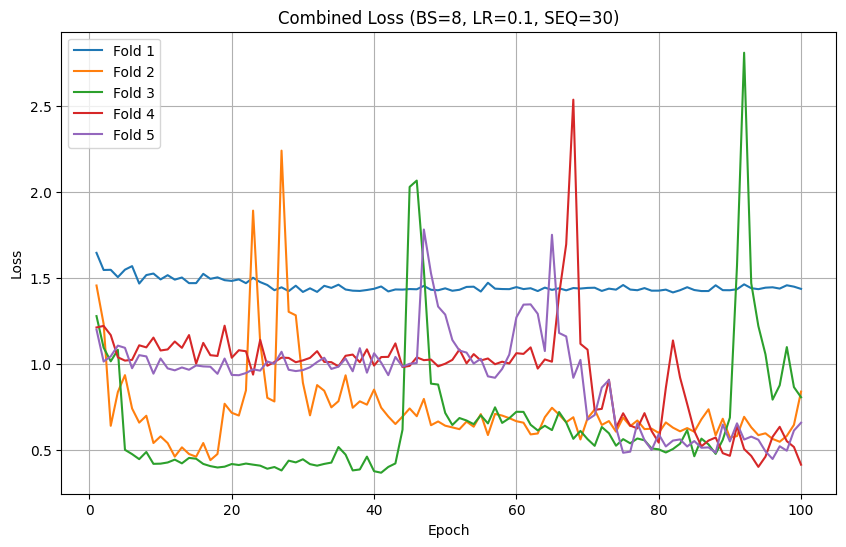 Combined Loss (BS=8, LR=0.1, SEQ=30)
Fold 1
Fold 2
Fold 3
Fold 4
Fold 5
Loss
2.5
2.0
1.5
1.0
0.5
0
20
40
60
80
100
Epoch